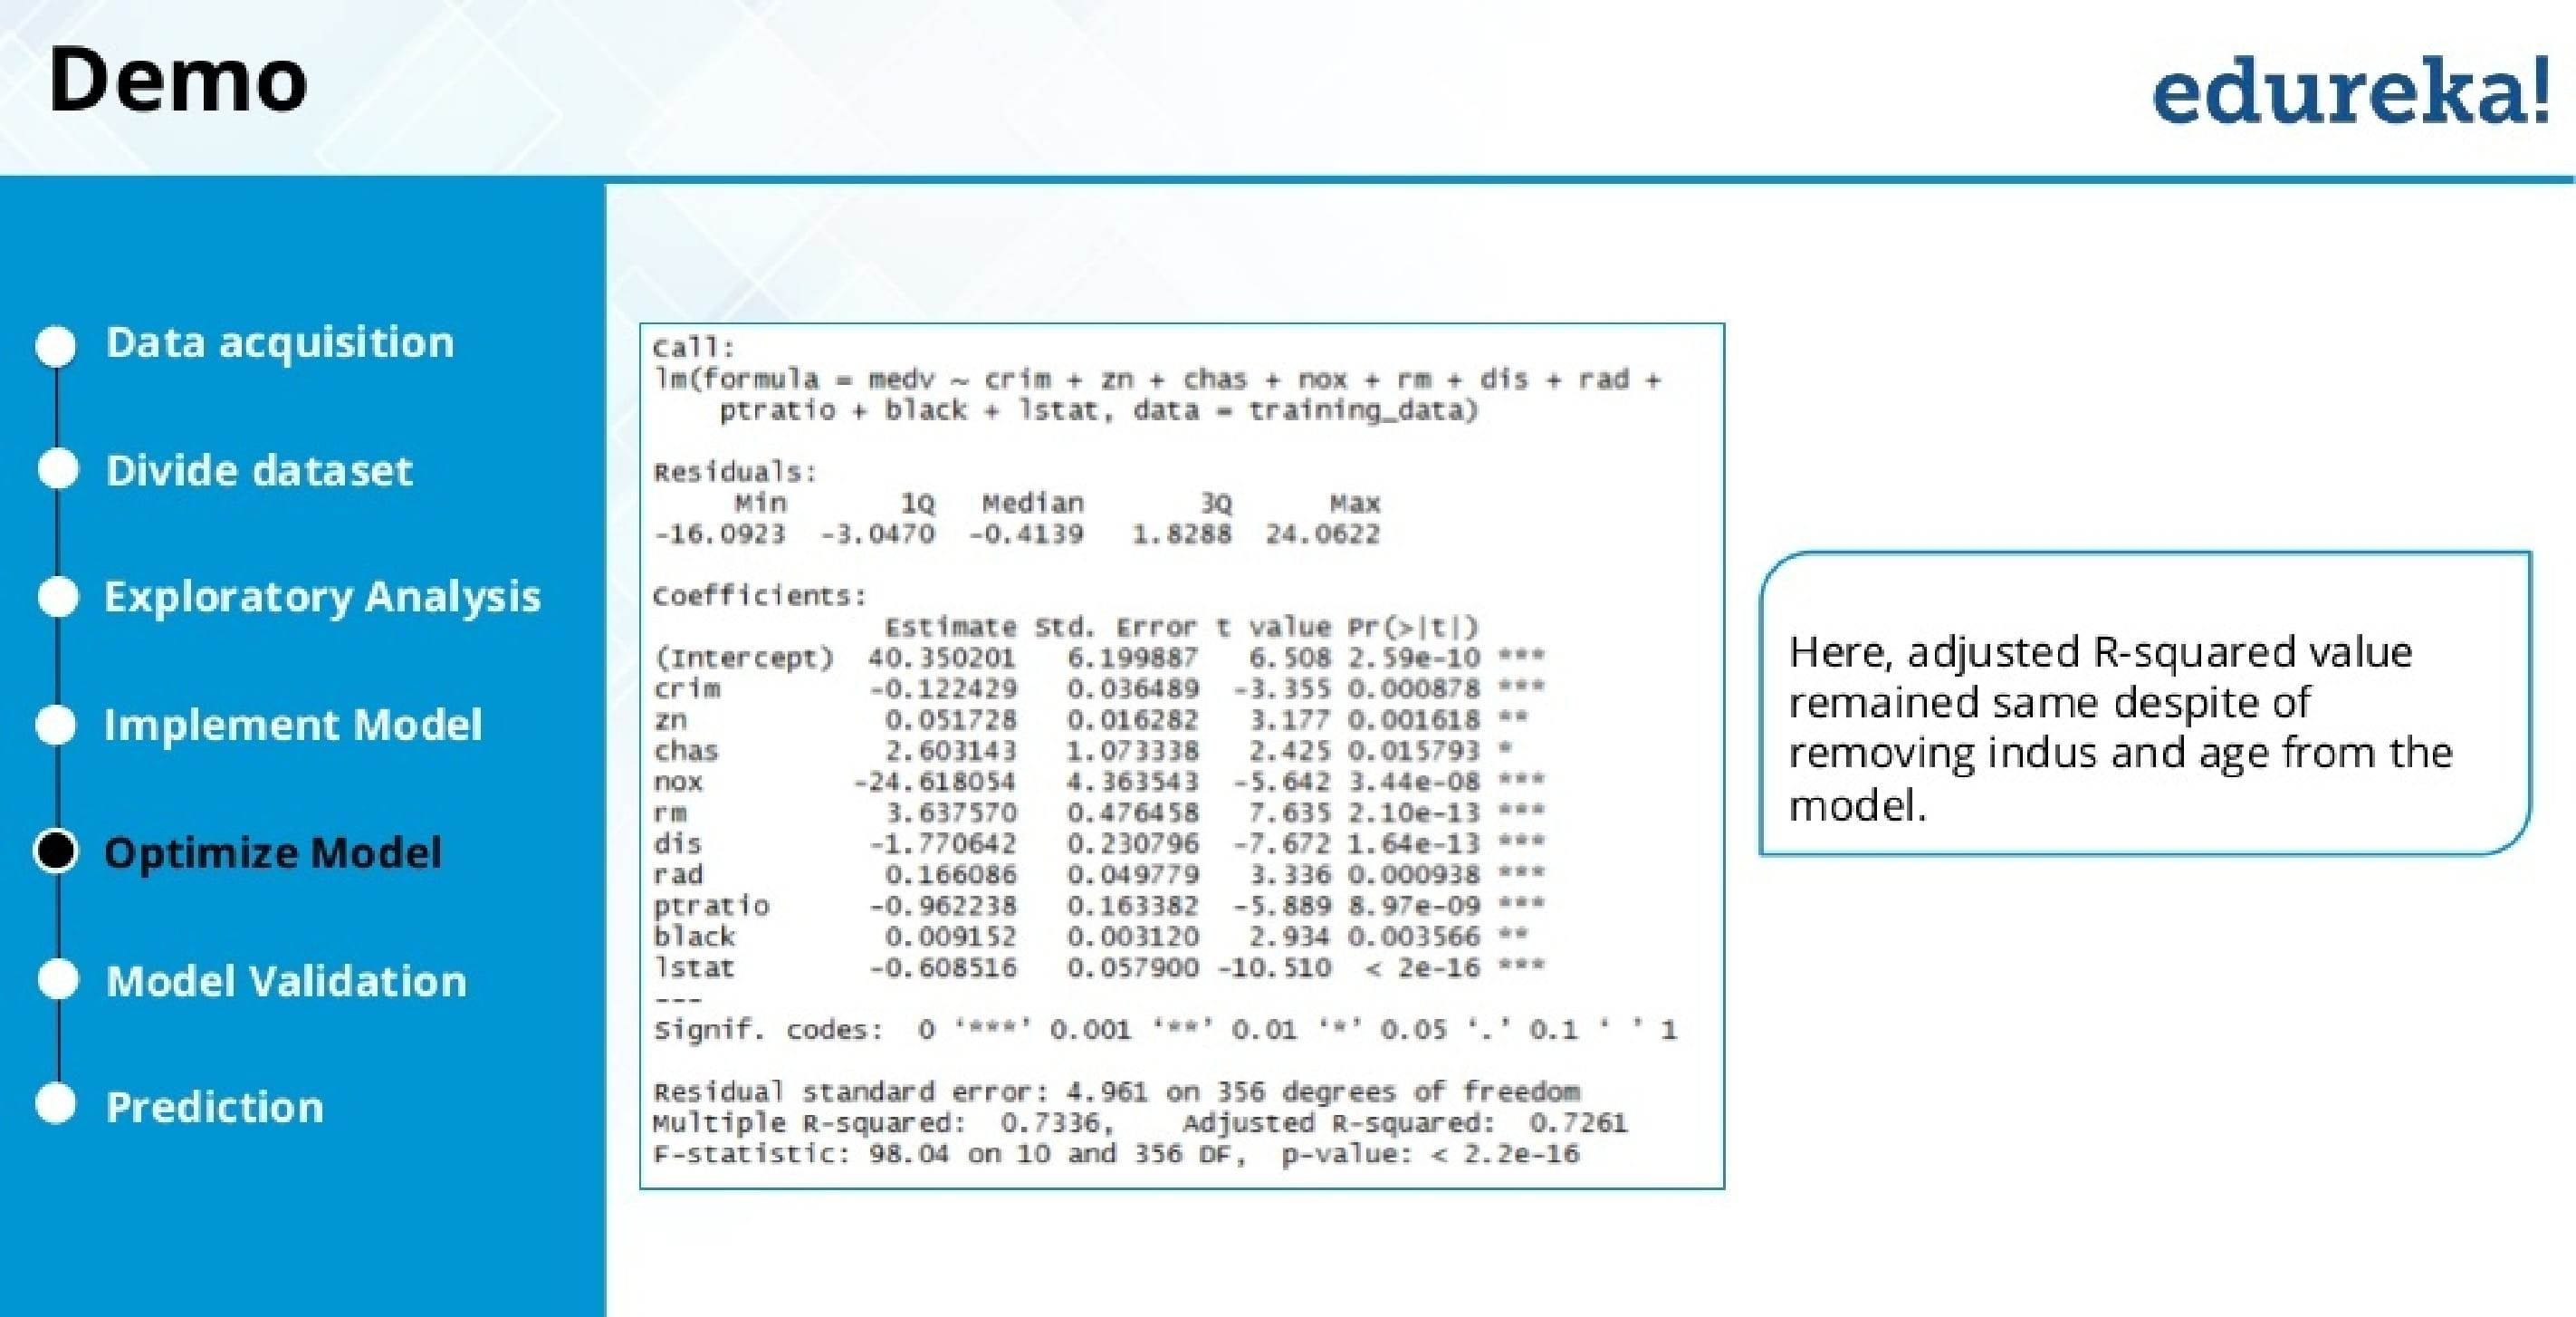 Demo
edureka!
Data acquisition
Divide dataset
Exploratory Analysis
Implement Model
Optimize Model
Model Validation
Prediction
Call:
lm(formula = medv ~ crim + zn + chas + nox + rm + dis + rad +
ptratio + black + lstat, data = training_data)
Residuals:
Min 1Q Median 3Q Max
-16.0923 -3.0470 -0.4139 1.8288 24.0622
Coefficients:
Estimate Std. Error t value Pr(>|t|)
(Intercept) 40.350201 6.199887 6.508 2.59e-10 ***
crim -0.122429 0.036489 -3.355 0.000878 ***
zn 0.051728 0.016282 3.177 0.001618 **
chas 2.603143 1.073338 2.425 0.015793 *
nox -24.618054 4.363543 -5.642 3.44e-08 ***
rm 3.637570 0.476458 7.635 2.10e-13 ***
dis -1.770642 0.230796 -7.672 1.64e-13 ***
rad 0.166086 0.049779 3.336 0.000938 ***
ptratio -0.962238 0.163382 -5.889 8.97e-09 ***
black 0.009152 0.003120 2.934 0.003566 **
lstat -0.608516 0.057900 -10.510 < 2e-16 ***
---
Signif. codes: 0 ‘***’ 0.001 ‘**’ 0.01 ‘*’ 0.05 ‘.’ 0.1 ‘ ’ 1
Residual standard error: 4.961 on 356 degrees of freedom
Multiple R-squared: 0.7336, Adjusted R-squared: 0.7261
F-statistic: 98.04 on 10 and 356 DF, p-value: < 2.2e-16
Here, adjusted R-squared value
remained same despite of
removing indus and age from the
model.